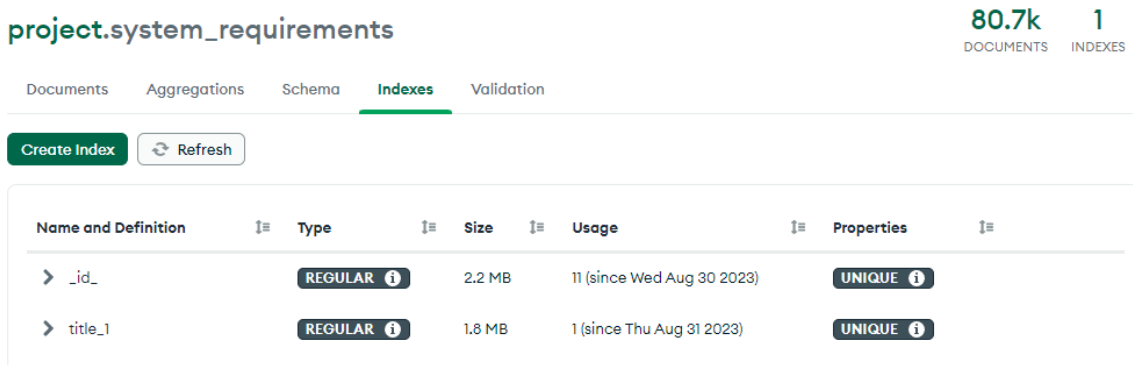 project.system_requirements
80.7k 1
DOCUMENTS INDEXES
Documents Aggregations Schema Indexes Validation
Create Index Refresh
Name and Definition Type Size Usage Properties
_id_ REGULAR 2.2 MB 11 (since Wed Aug 30 2023) UNIQUE
title_1 REGULAR 1.8 MB 1 (since Thu Aug 31 2023) UNIQUE